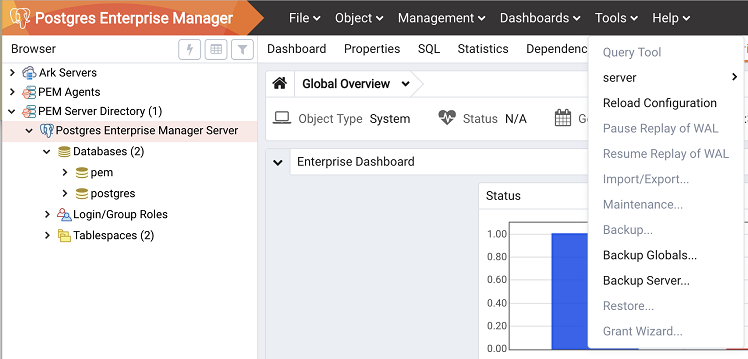 Postgres Enterprise Manager
File
Object
Management
Dashboards
Tools
Help
Browser
Ark Servers
PEM Agents
PEM Server Directory (1)
Postgres Enterprise Manager Server
Databases (2)
pem
postgres
Login/Group Roles
Tablespaces (2)
Dashboard
Properties
SQL
Statistics
Global Overview
Object Type System
Status N/A
Enterprise Dashboard
Status
1.00
0.80
0.60
0.40
0.20
0.00
Query Tool
server
Reload Configuration
Pause Replay of WAL
Resume Replay of WAL
Import/Export...
Maintenance...
Backup...
Backup Globals...
Backup Server...
Restore...
Grant Wizard...